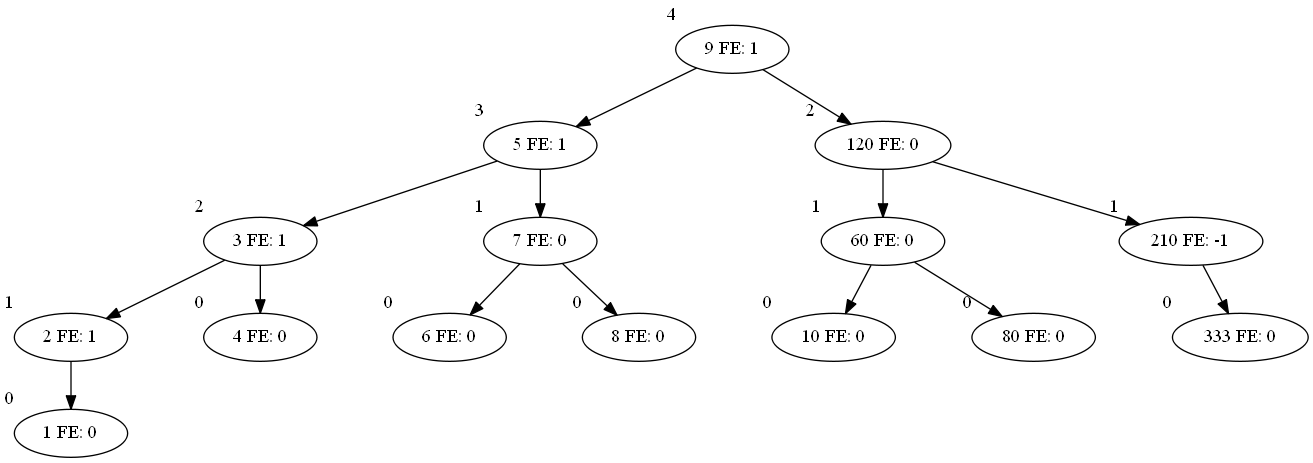 4
9 FE: 1
3
2
5 FE: 1
120 FE: 0
2
1
1
1
3 FE: 1
7 FE: 0
60 FE: 0
210 FE: -1
1
0
0
0
0
0
0
2 FE: 1
4 FE: 0
6 FE: 0
8 FE: 0
10 FE: 0
80 FE: 0
333 FE: 0
0
1 FE: 0